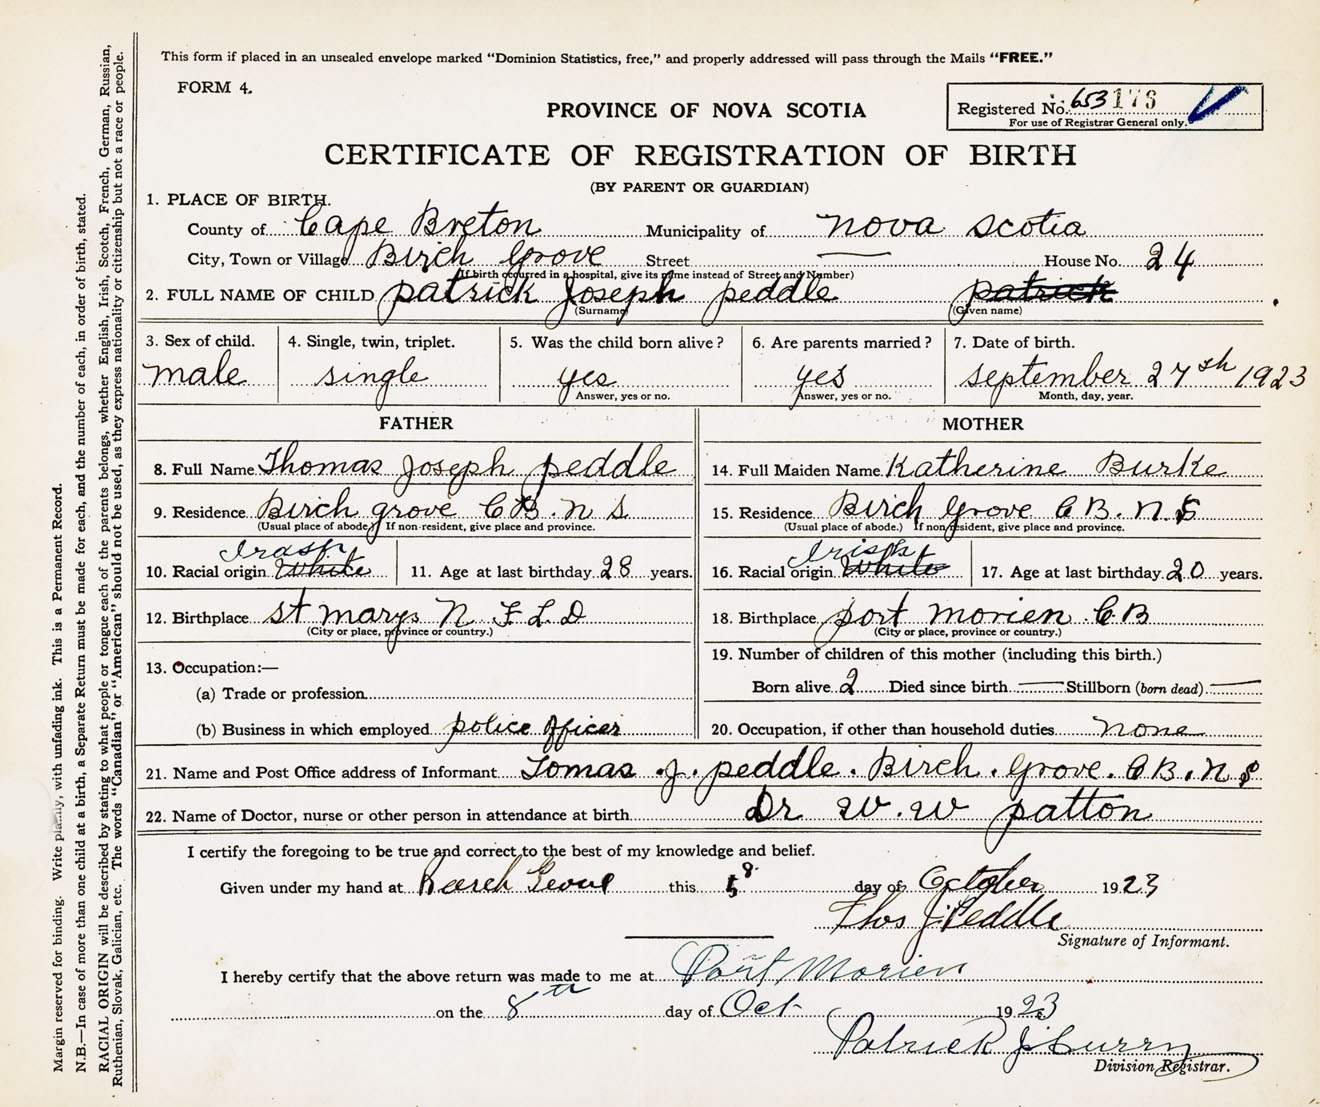 This form if placed in an unsealed envelope marked "Dominion Statistics, free," and properly addressed will pass through the Mails "FREE."
FORM 4.
PROVINCE OF NOVA SCOTIA
Registered No. 653176
For use of Registrar General only.
CERTIFICATE OF REGISTRATION OF BIRTH
(BY PARENT OR GUARDIAN)
1. PLACE OF BIRTH.
County of Cape Breton Municipality of nova scotia
City, Town or Village Birch Grove Street — House No. 24
(If birth occurred in a hospital, give its name instead of Street and Number)
2. FULL NAME OF CHILD patrick Joseph peddle patrick
(Surname) (Given name)
3. Sex of child. 4. Single, twin, triplet. 5. Was the child born alive? 6. Are parents married? 7. Date of birth.
male single yes yes september 27th 1923
Answer, yes or no. Answer, yes or no. Month, day, year.
FATHER MOTHER
8. Full Name Thomas Joseph peddle 14. Full Maiden Name Katherine Burke
9. Residence Birch grove C B. N S 15. Residence Birch Grove C B. N. S
(Usual place of abode.) If non-resident, give place and province. (Usual place of abode.) If non-resident, give place and province.
Irish Irish
10. Racial origin White 11. Age at last birthday 28 years. 16. Racial origin White 17. Age at last birthday 20 years.
12. Birthplace st marys N. F. L. D 18. Birthplace port morien C. B
(City or place, province or country.) (City or place, province or country.)
13. Occupation:— 19. Number of children of this mother (including this birth.)
(a) Trade or profession Born alive 2 Died since birth — Stillborn (born dead) —
(b) Business in which employed police officer 20. Occupation, if other than household duties none
21. Name and Post Office address of Informant Tomas . J. peddle. Birch. Grove. C B. N S
22. Name of Doctor, nurse or other person in attendance at birth Dr W. W patton
I certify the foregoing to be true and correct to the best of my knowledge and belief.
Given under my hand at this 8 day of October 1923
Thos J Peddle
Signature of Informant.
I hereby certify that the above return was made to me at Port Morien
on the 8th day of Oct 1923
Patrick J Curry
Division Registrar.
Margin reserved for binding. Write plainly, with unfading ink. This is a Permanent Record.
N.B.—In case of more than one child at a birth, a Separate Return must be made for each, and the number of each, in order of birth, stated.
RACIAL ORIGIN will be described by stating to what people or tongue each of the parents belongs, whether English, Irish, Scotch, French, German, Russian,
Ruthenian, Slovak, Galician, etc. The words "Canadian" or "American" should not be used, as they express nationality or citizenship but not a race or people.